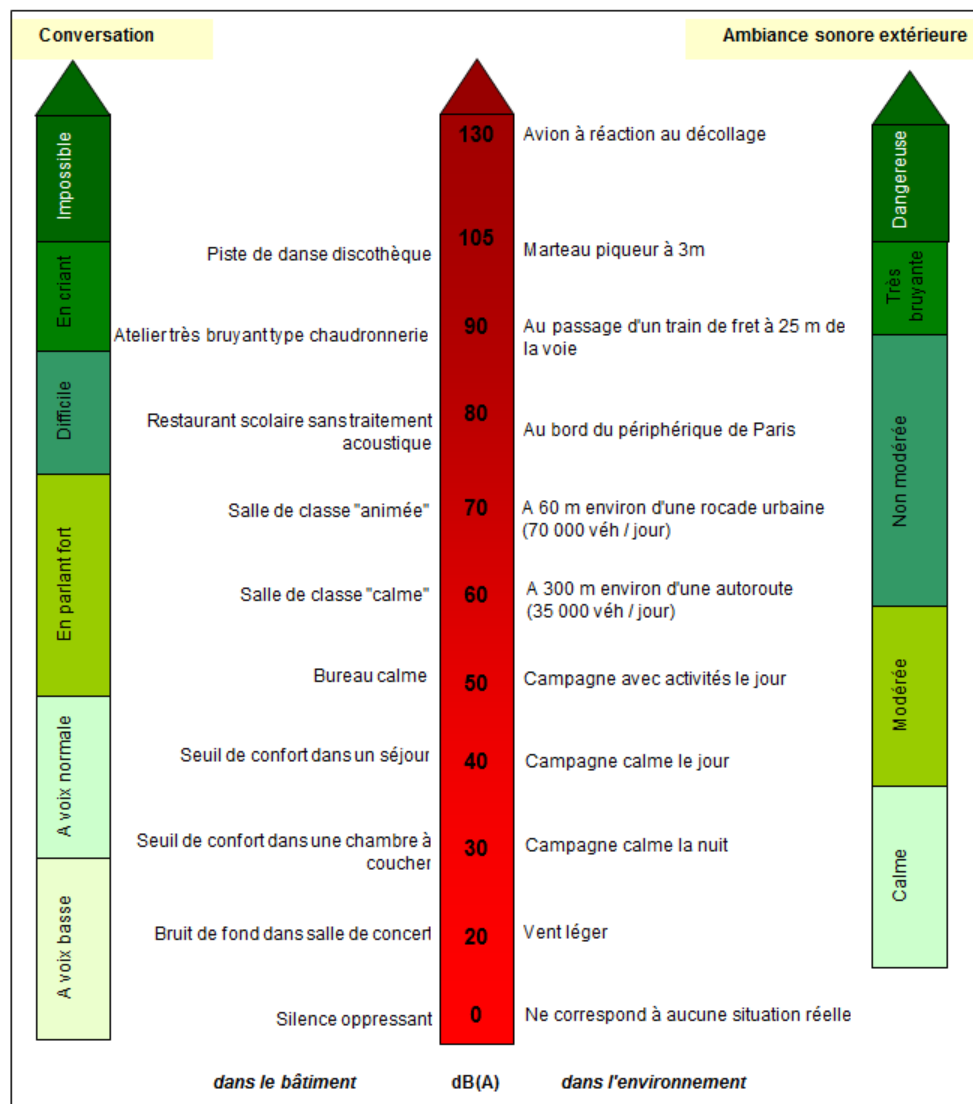 Conversation
Ambiance sonore extérieure
Impossible
En criant
Difficile
En parlant fort
A voix normale
A voix basse
130
Avion à réaction au décollage
Piste de danse discothèque
105
Marteau piqueur à 3m
Atelier très bruyant type chaudronnerie
90
Au passage d'un train de fret à 25 m de
la voie
Restaurant scolaire sans traitement
acoustique
80
Au bord du périphérique de Paris
Salle de classe "animée"
70
A 60 m environ d'une rocade urbaine
(70 000 véh / jour)
Salle de classe "calme"
60
A 300 m environ d'une autoroute
(35 000 véh / jour)
Bureau calme
50
Campagne avec activités le jour
Seuil de confort dans un séjour
40
Campagne calme le jour
Seuil de confort dans une chambre à
coucher
30
Campagne calme la nuit
Bruit de fond dans salle de concert
20
Vent léger
Silence oppressant
0
Ne correspond à aucune situation réelle
Dangereuse
Très
bruyante
Non modérée
Modérée
Calme
dans le bâtiment
dB(A)
dans l'environnement